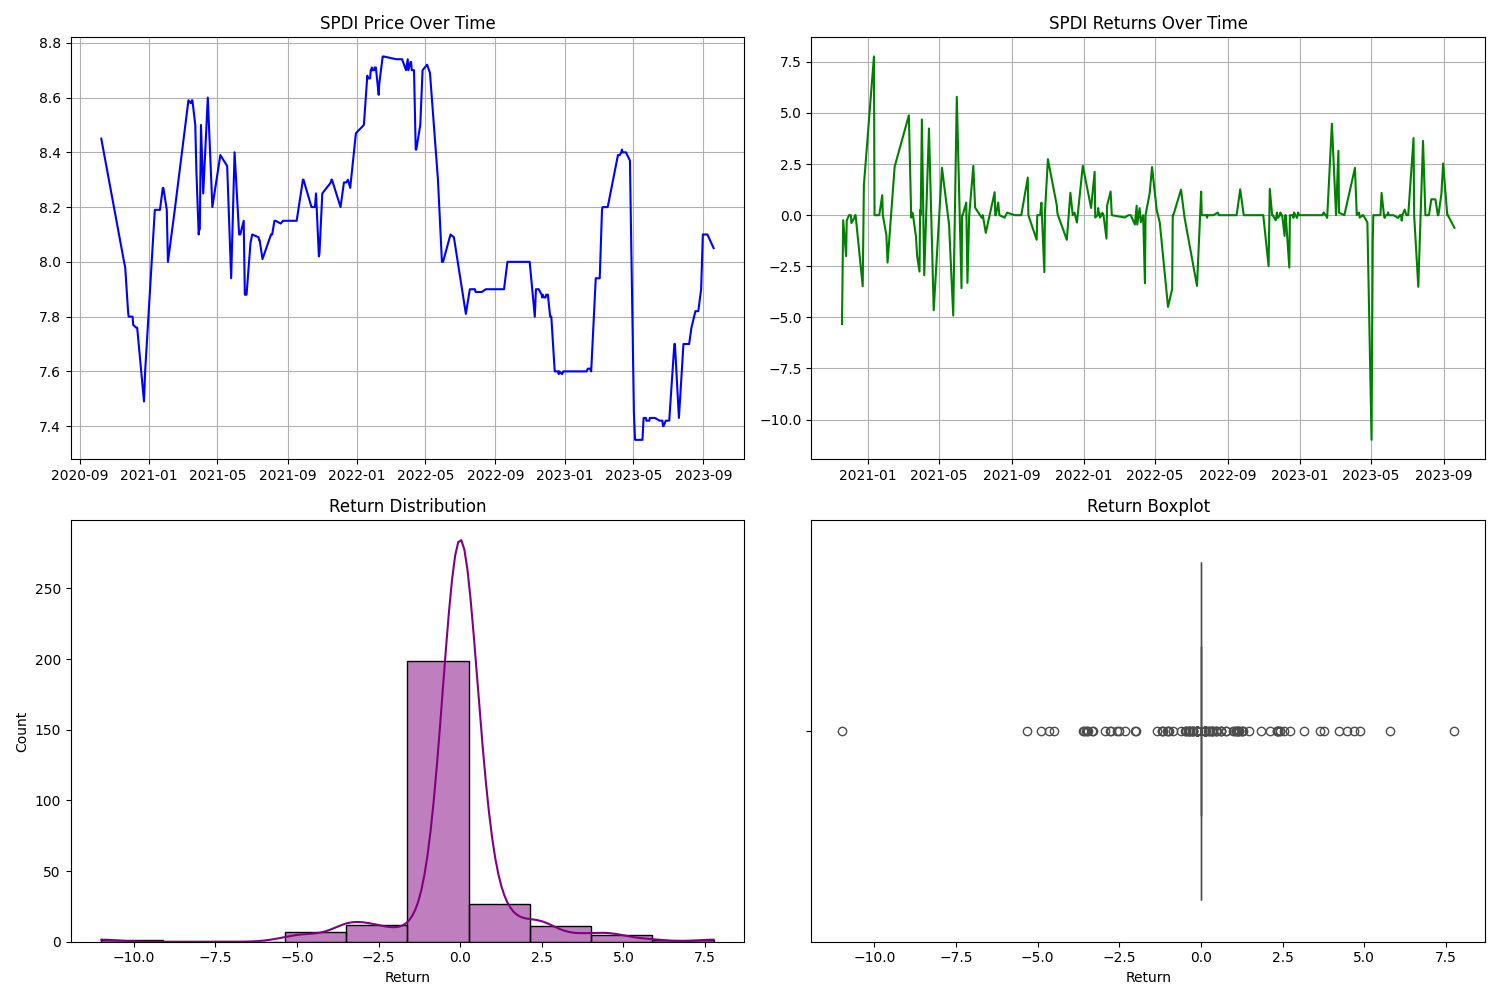 SPDI Price Over Time
8.8
8.6
8.4
8.2
8.0
7.8
7.6
7.4
2020-09 2021-01 2021-05 2021-09 2022-01 2022-05 2022-09 2023-01 2023-05 2023-09
SPDI Returns Over Time
7.5
5.0
2.5
0.0
−2.5
−5.0
−7.5
−10.0
2021-01 2021-05 2021-09 2022-01 2022-05 2022-09 2023-01 2023-05 2023-09
Return Distribution
Count
250
200
150
100
50
0
−10.0 −7.5 −5.0 −2.5 0.0 2.5 5.0 7.5
Return
Return Boxplot
−10.0 −7.5 −5.0 −2.5 0.0 2.5 5.0 7.5
Return